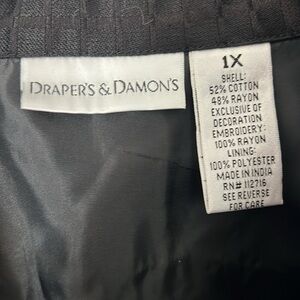 DRAPER'S & DAMON'S
1X
SHELL:
52% COTTON
48% RAYON
EXCLUSIVE OF
DECORATION
EMBROIDERY:
100% RAYON
LINING:
100% POLYESTER
MADE IN INDIA
RN# 112716
SEE REVERSE
FOR CARE